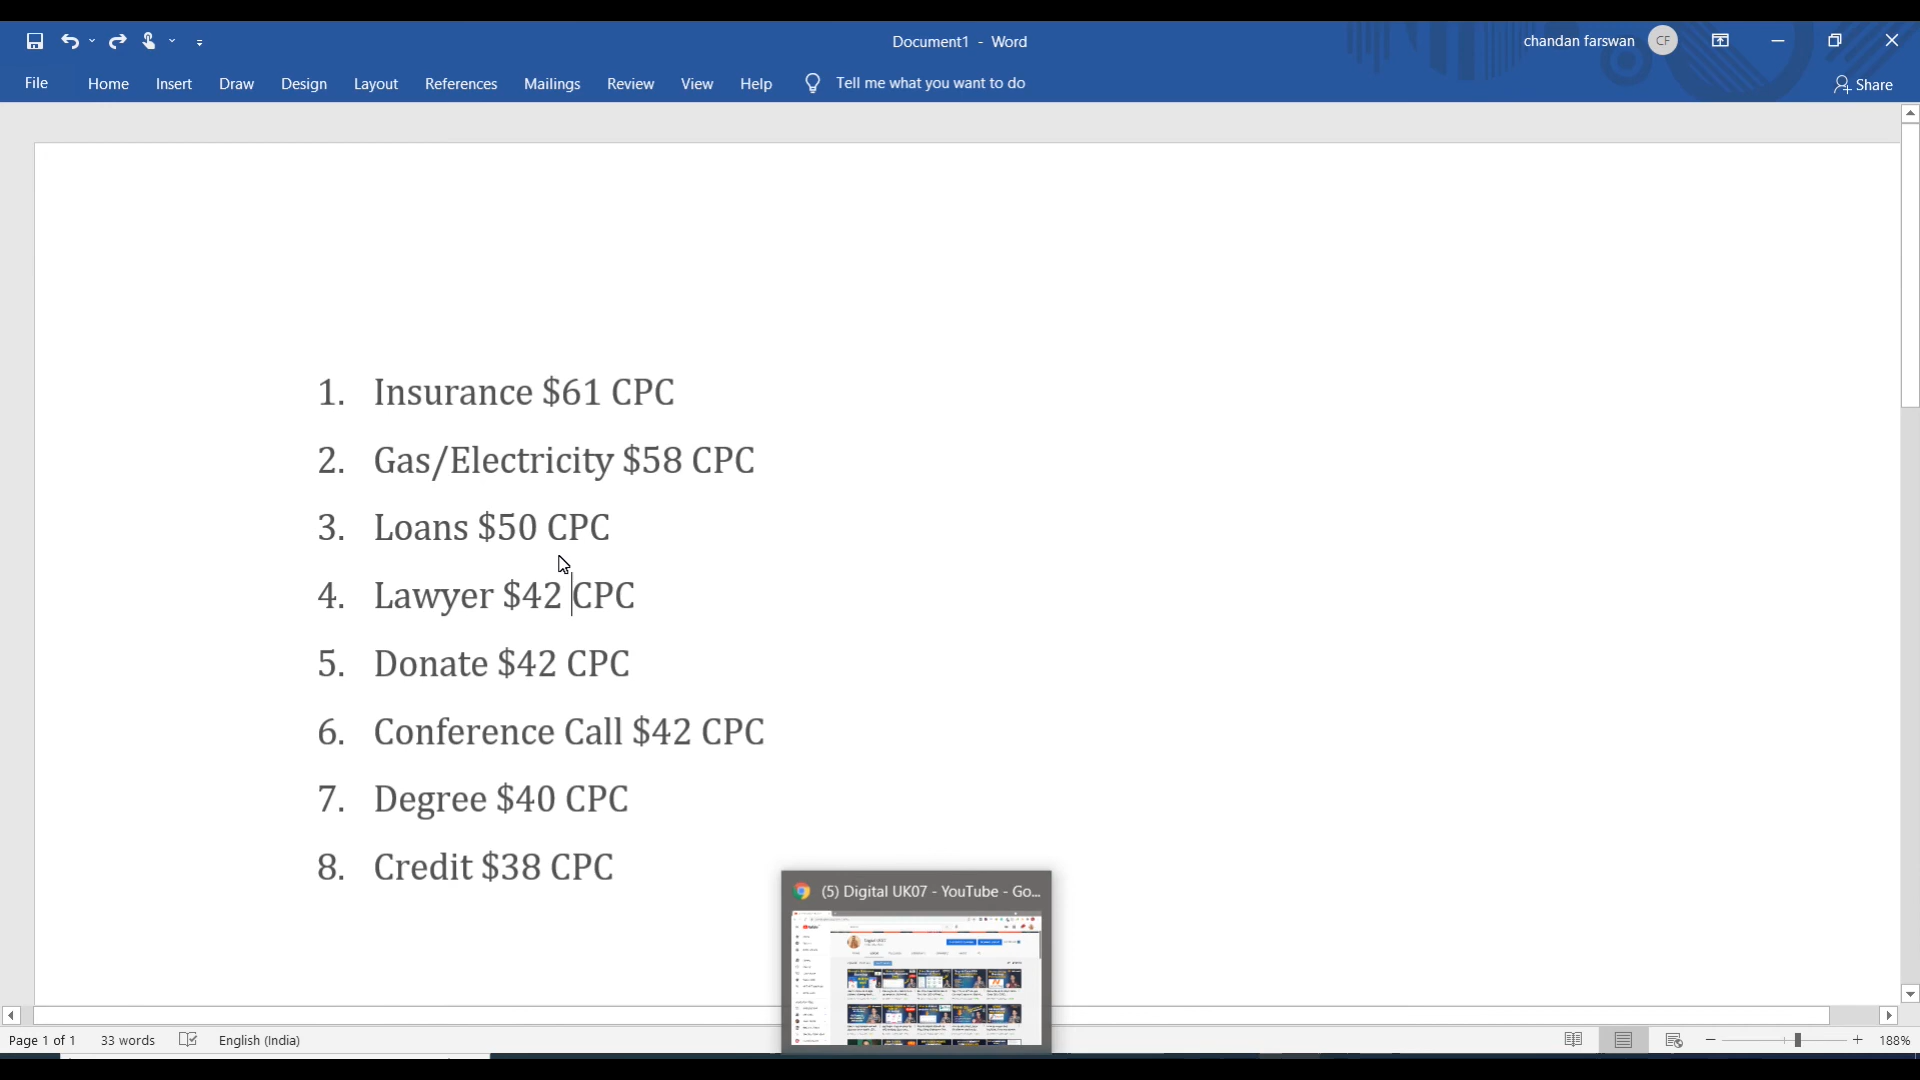 Document1 - Word
chandan farswan CF
File Home Insert Draw Design Layout References Mailings Review View Help Tell me what you want to do Share
1. Insurance $61 CPC
2. Gas/Electricity $58 CPC
3. Loans $50 CPC
4. Lawyer $42 CPC
5. Donate $42 CPC
6. Conference Call $42 CPC
7. Degree $40 CPC
8. Credit $38 CPC
(5) Digital UK07 - YouTube - Go...
Page 1 of 1 33 words English (India) 188%